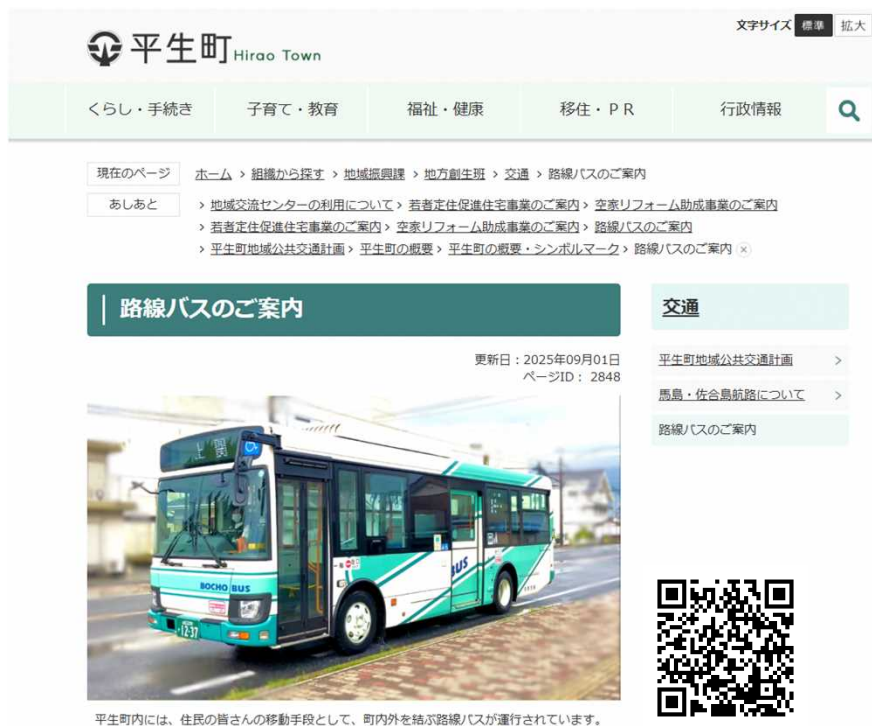 文字サイズ 標準 拡大
平生町 Hirao Town
くらし・手続き 子育て・教育 福祉・健康 移住・PR 行政情報
現在のページ ホーム > 組織から探す > 地域振興課 > 地方創生班 > 交通 > 路線バスのご案内
あしあと > 地域交流センターの利用について > 若者定住促進住宅事業のご案内 > 空家リフォーム助成事業のご案内
> 若者定住促進住宅事業のご案内 > 空家リフォーム助成事業のご案内 > 路線バスのご案内
> 平生町地域公共交通計画 > 平生町の概要 > 平生町の概要・シンボルマーク > 路線バスのご案内 ×
路線バスのご案内
更新日:2025年09月01日
ページID: 2848
上関
BOCHO BUS
BUS
12-37
平生町内には、住民の皆さんの移動手段として、町内外を結ぶ路線バスが運行されています。
交通
平生町地域公共交通計画 >
馬島・佐合島航路について >
路線バスのご案内